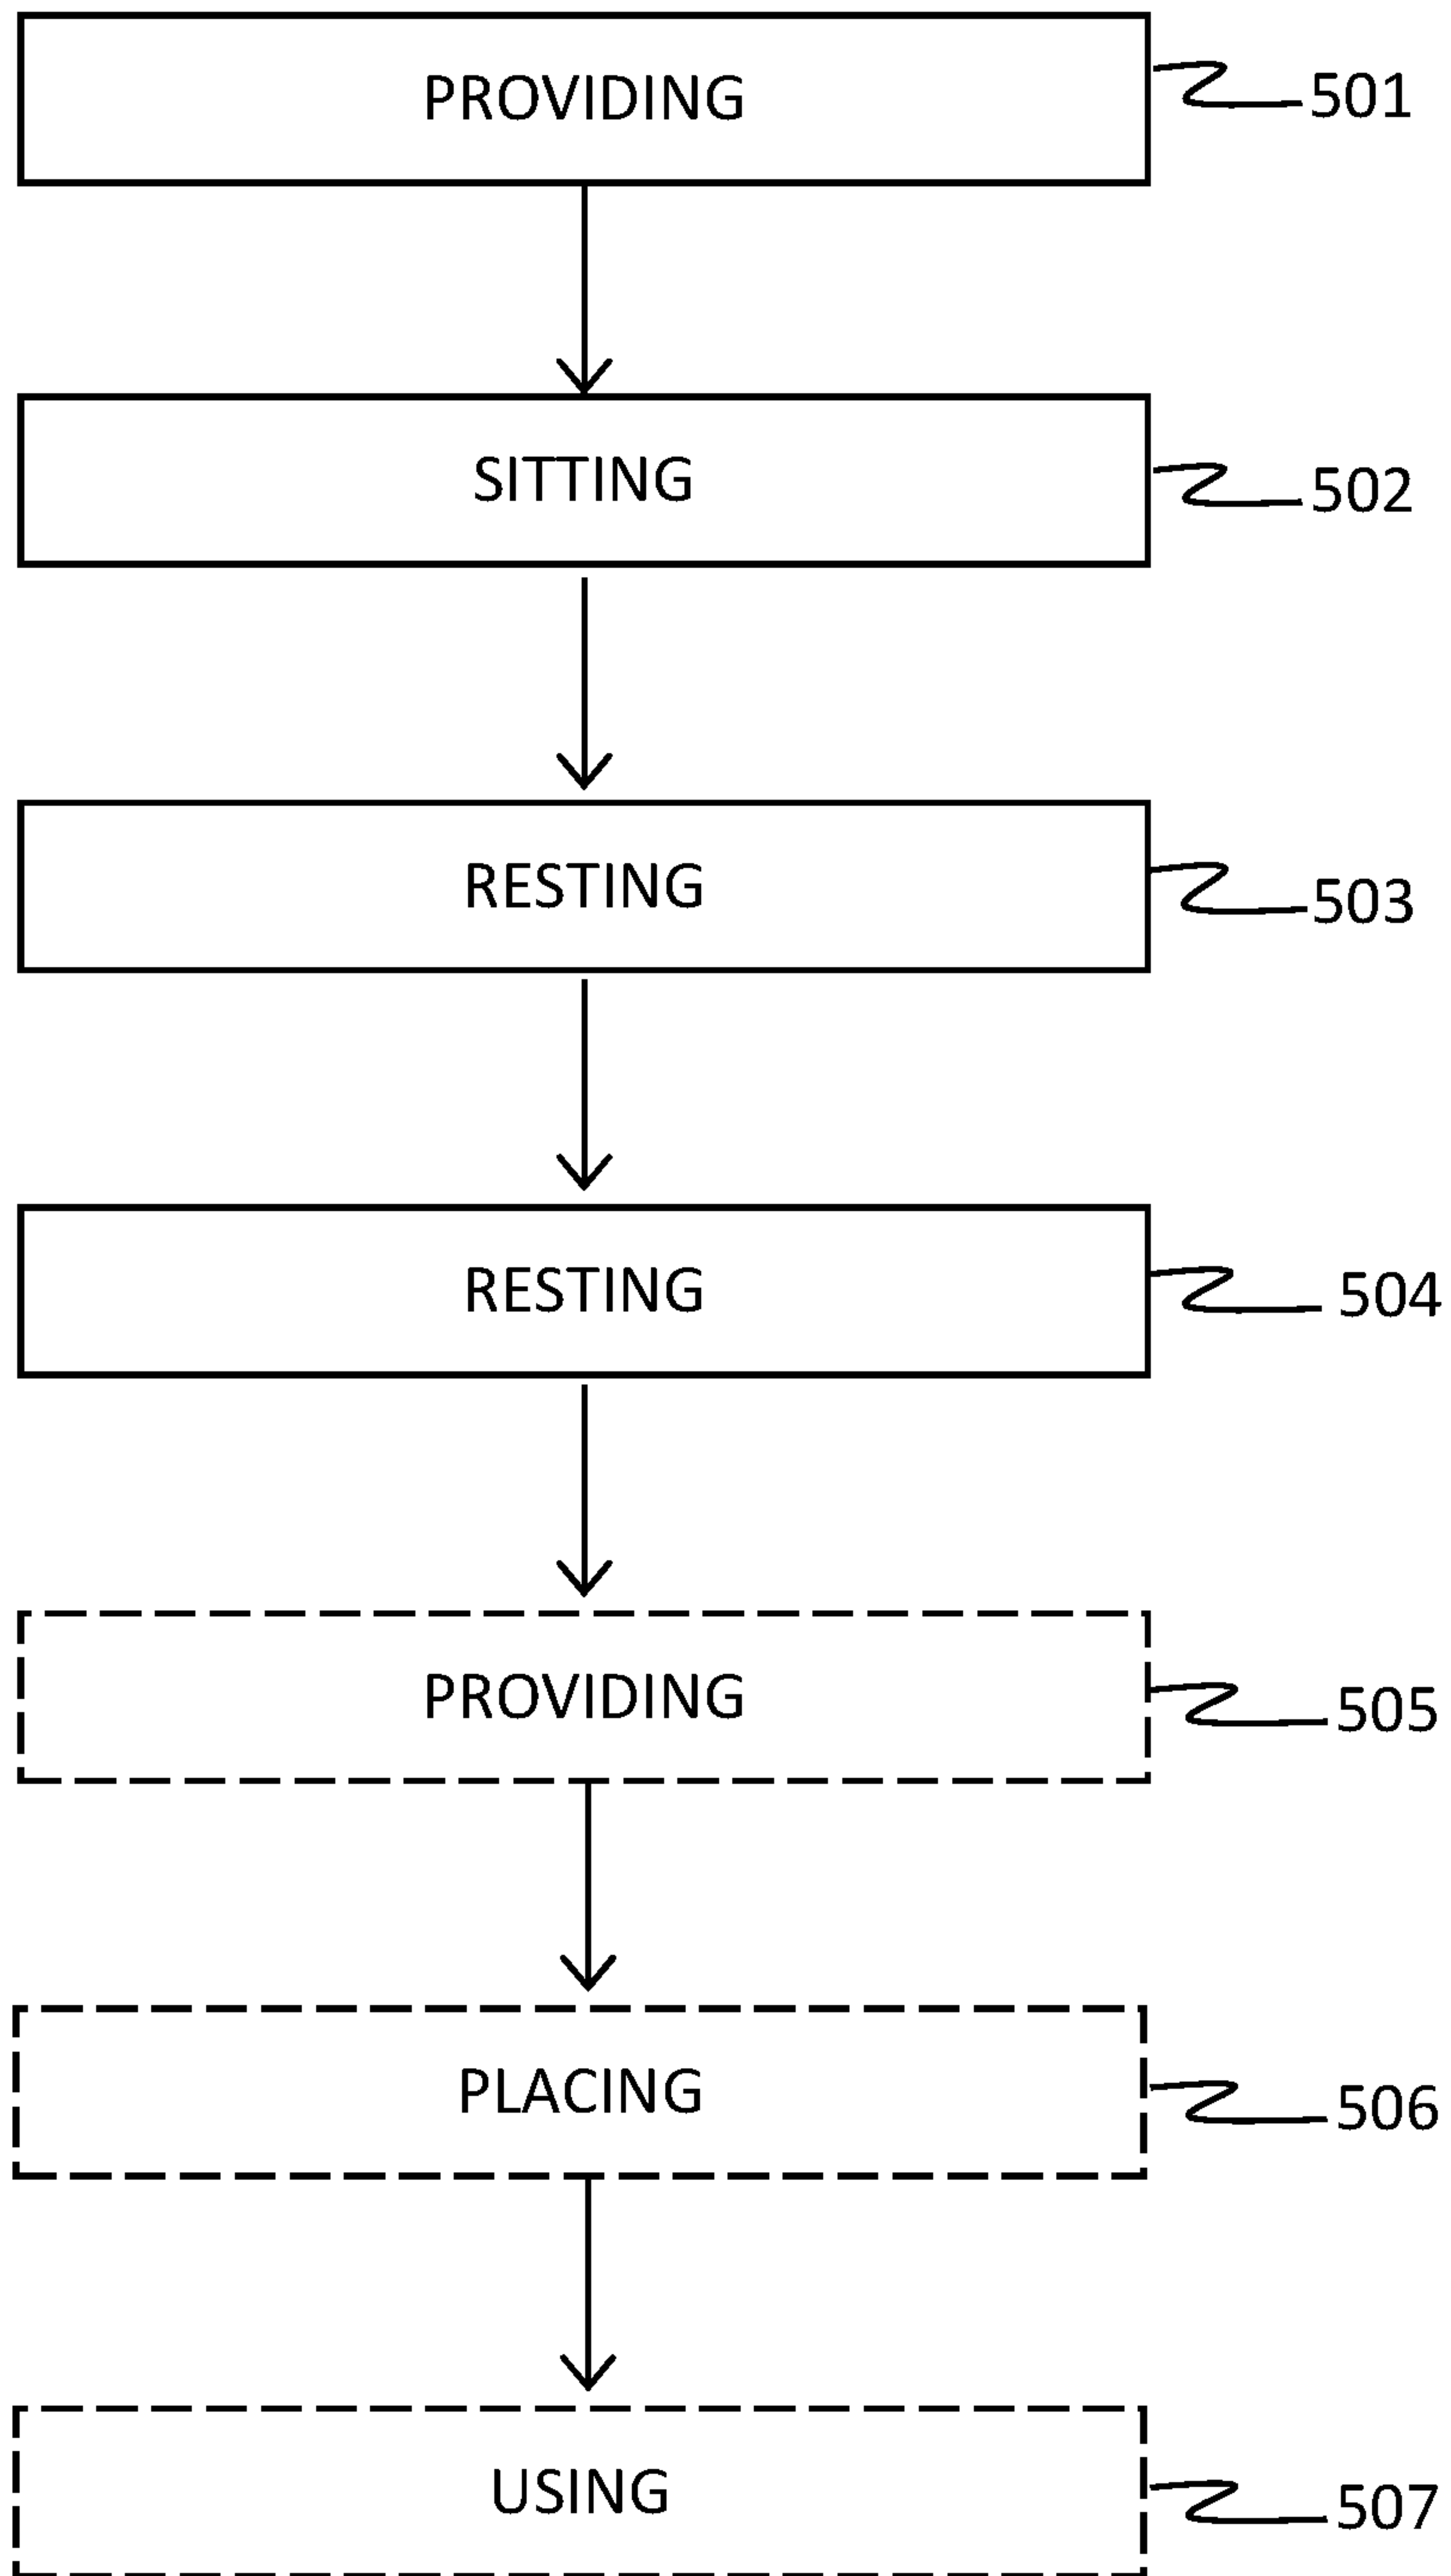 PROVIDING 501
SITTING 502
RESTING 503
RESTING 504
PROVIDING 505
PLACING 506
USING 507